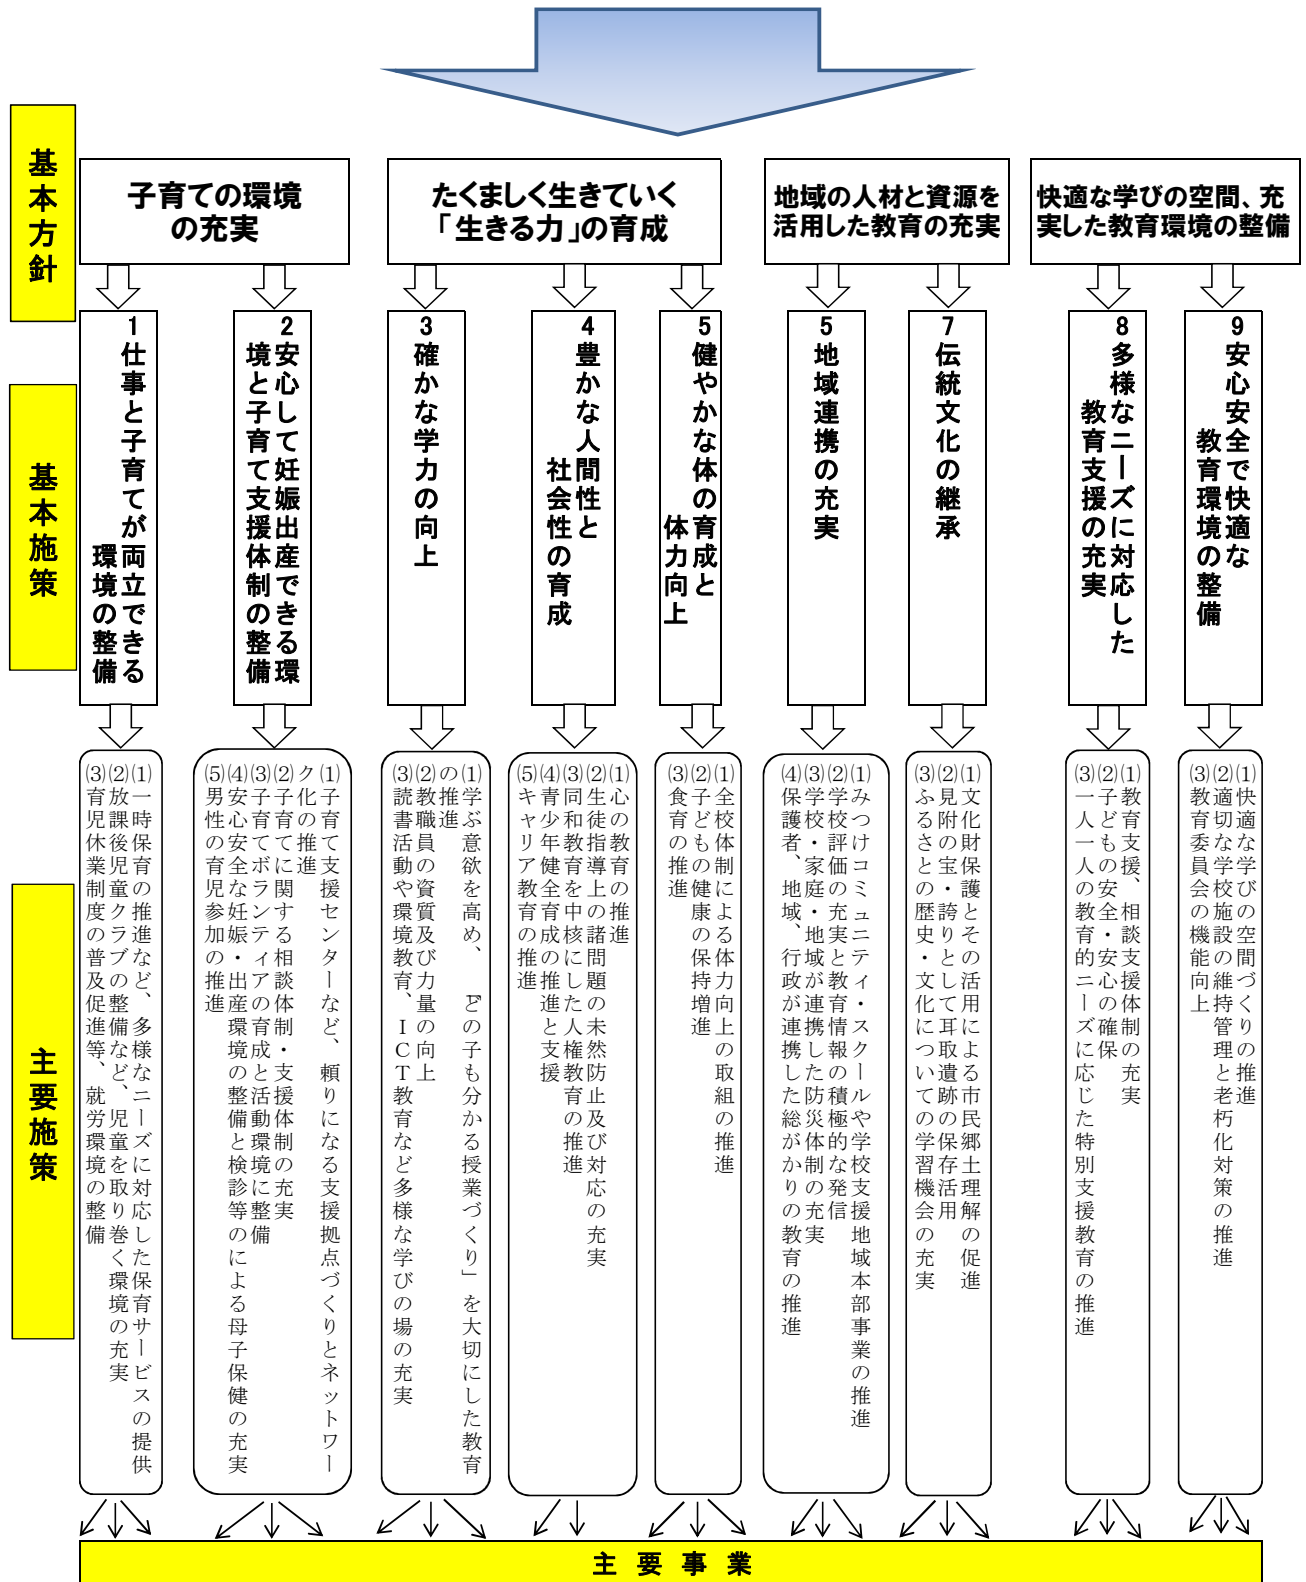 基本方針
子育ての環境
の充実
たくましく生きていく
「生きる力」の育成
地域の人材と資源を
活用した教育の充実
快適な学びの空間、充
実した教育環境の整備
基本施策
1 仕事と子育てが両立できる
環境の整備
2 安心して妊娠出産できる環
境と子育て支援体制の整備
3 確かな学力の向上
4 豊かな人間性と
社会性の育成
5 健やかな体の育成と
体力向上
5 地域連携の充実
7 伝統文化の継承
8 多様なニーズに対応した
教育支援の充実
9 安心安全で快適な
教育環境の整備
主要施策
(1)一時保育の推進など、多様なニーズに対応した保育サービスの提供
(2)放課後児童クラブの整備など、児童を取り巻く環境の充実
(3)育児休業制度の普及促進等、就労環境の整備
(1)子育て支援センターなど、頼りになる支援拠点づくりとネットワー
ク化の推進
(2)子育てに関する相談体制・支援体制の充実
(3)子育てボランティアの育成と活動環境に整備
(4)安心安全な妊娠・出産環境の整備と検診等のによる母子保健の充実
(5)男性の育児参加の推進
(1)学ぶ意欲を高め、『どの子も分かる授業づくり」を大切にした教育
の推進
(2)教職員の資質及び力量の向上
(3)読書活動や環境教育、ICT教育など多様な学びの場の充実
(1)心の教育の推進
(2)生徒指導上の諸問題の未然防止及び対応の充実
(3)同和教育を中核にした人権教育の推進
(4)青少年健全育成の推進と支援
(5)キャリア教育の推進
(1)全校体制による体力向上の取組の推進
(2)子どもの健康の保持増進
(3)食育の推進
(1)みつけコミュニティ・スクールや学校支援地域本部事業の推進
(2)学校評価の充実と教育情報の積極的な発信
(3)学校・家庭・地域が連携した防災体制の充実
(4)保護者、地域、行政が連携した総がかりの教育の推進
(1)文化財保護とその活用による市民郷土理解の促進
(2)見附の宝・誇りとして耳取遺跡の保存活用
(3)ふるさとの歴史・文化についての学習機会の充実
(1)教育支援、相談支援体制の充実
(2)子どもの安全・安心の確保
(3)一人一人の教育的ニーズに応じた特別支援教育の推進
(1)快適な学びの空間づくりの推進
(2)適切な学校施設の維持管理と老朽化対策の推進
(3)教育委員会の機能向上
主要事業